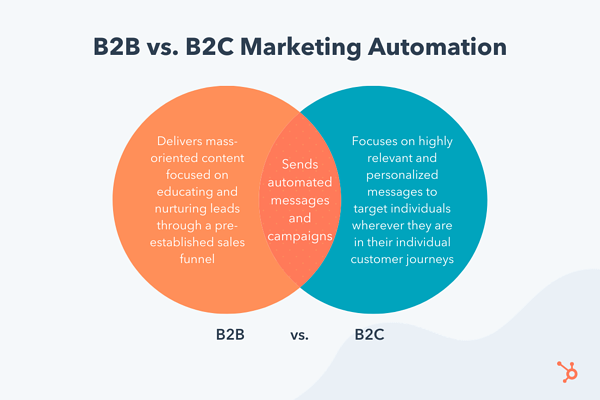 B2B vs. B2C Marketing Automation
Delivers mass-
oriented content
focused on
educating and
nurturing leads
through a pre-
established sales
funnel
Sends
automated
messages
and
campaigns
Focuses on highly
relevant and
personalized
messages to
target individuals
wherever they are
in their individual
customer journeys
B2B vs. B2C